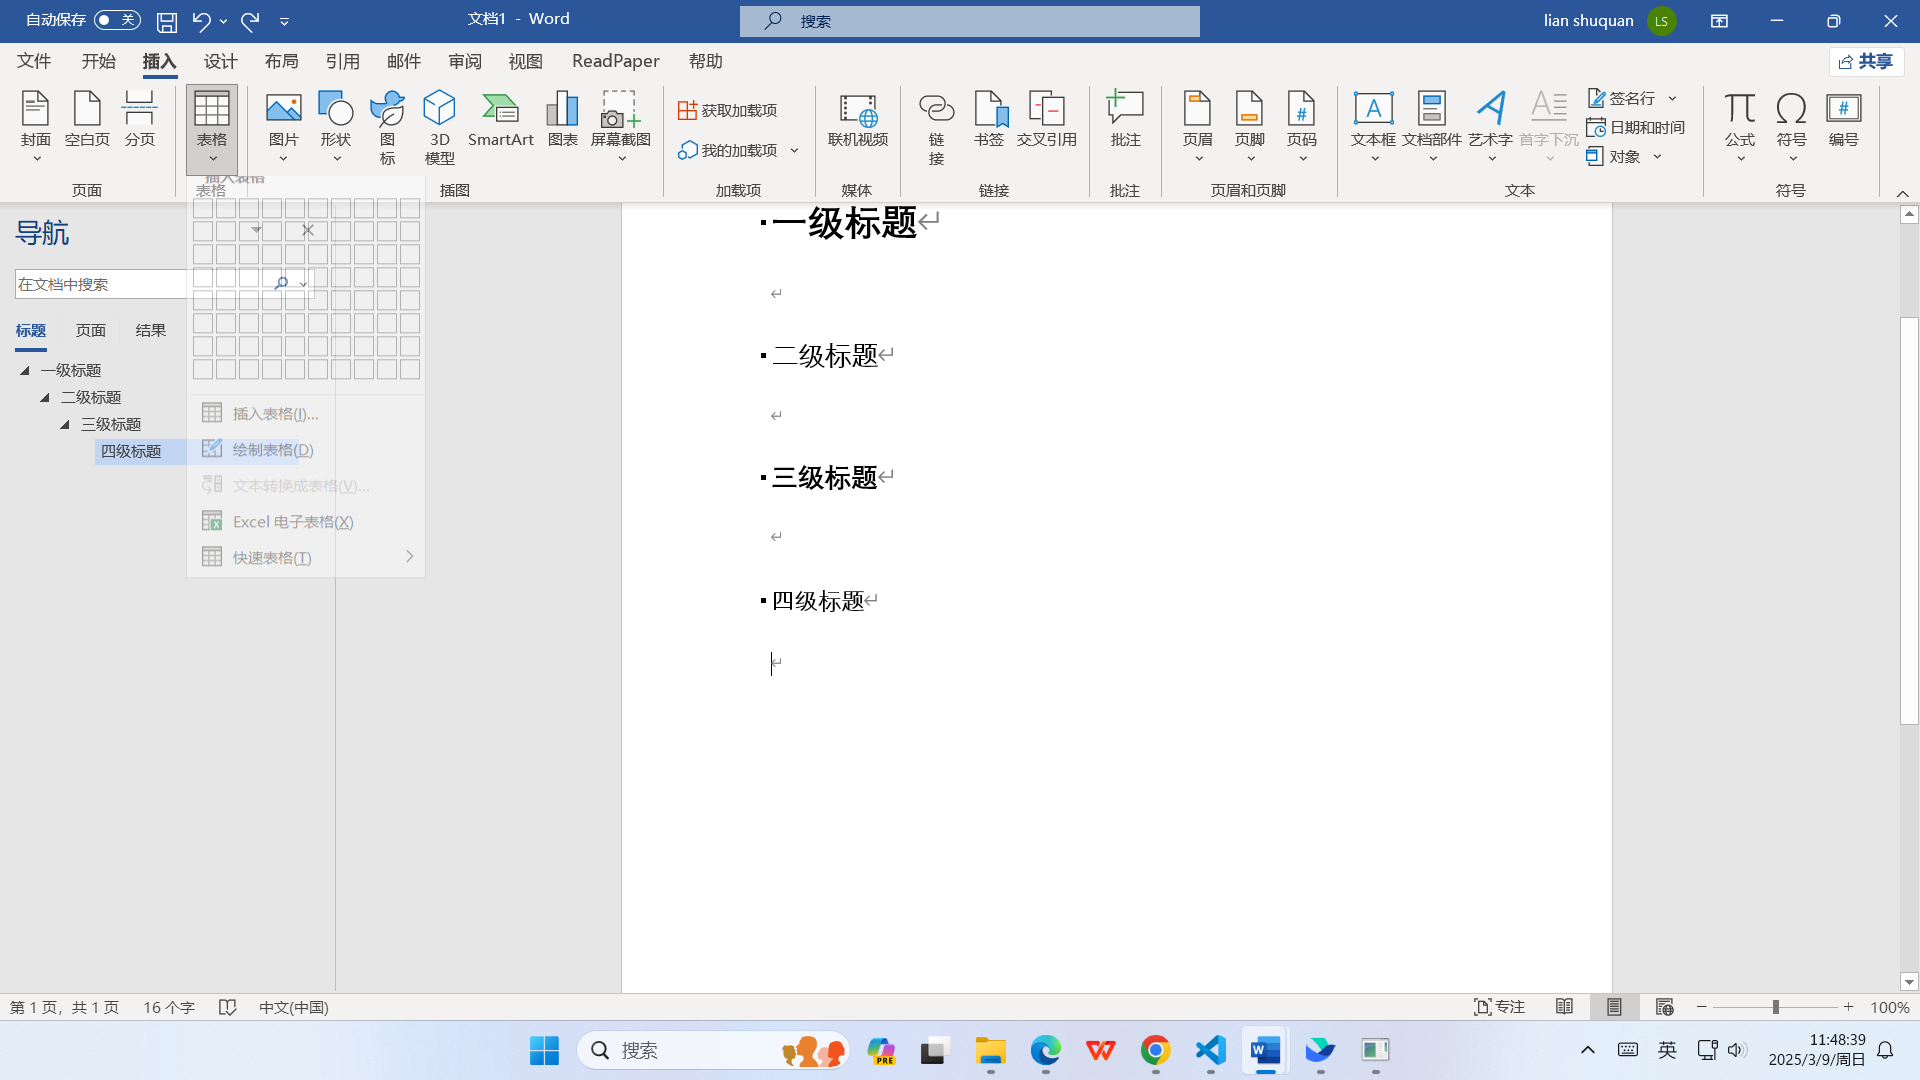 自动保存 关 文档1 - Word 搜索 lian shuquan LS
文件 开始 插入 设计 布局 引用 邮件 审阅 视图 ReadPaper 帮助 共享
封面 空白页 分页
页面
表格
表格
图片 形状 图标 3D 模型 SmartArt 图表 屏幕截图
插图
获取加载项
我的加载项
加载项
联机视频
媒体
链接 书签 交叉引用
链接
批注
批注
页眉 页脚 页码
页眉和页脚
文本框 文档部件 艺术字 首字下沉
签名行
日期和时间
对象
文本
公式 符号 编号
符号
插入表格
插入表格(I)...
绘制表格(D)
文本转换成表格(V)...
Excel 电子表格(X)
快速表格(T)
导航
在文档中搜索
标题 页面 结果
一级标题
二级标题
三级标题
四级标题
一级标题
二级标题
三级标题
四级标题
第 1 页，共 1 页 16 个字 中文(中国) 专注 100%
搜索 PRE 英 11:48:39
2025/3/9/周日